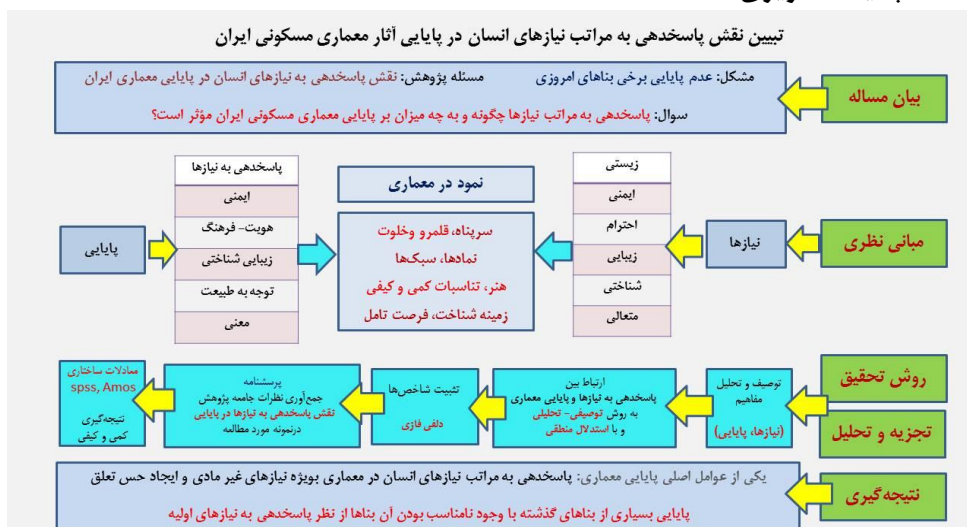 تبیین نقش پاسخدهی به مراتب نیازهای انسان در پایایی آثار معماری مسکونی ایران
بیان مساله
مشکل: عدم پایایی برخی بناهای امروزی
مسئله پژوهش: نقش پاسخدهی به نیازهای انسان در پایایی معماری ایران
سوال: پاسخدهی به مراتب نیازها چگونه و به چه میزان بر پایایی معماری مسکونی ایران مؤثر است؟
مبانی نظری
نیازها
زیستی
ایمنی
احترام
زیبایی
شناختی
متعالی
نمود در معماری
سرپناه، قلمرو وخلوت
نمادها، سبک‌ها
هنر، تناسبات کمی و کیفی
زمینه شناخت، فرصت تامل
پاسخدهی به نیازها
ایمنی
هویت- فرهنگ
زیبایی شناختی
توجه به طبیعت
معنی
پایایی
روش تحقیق
تجزیه و تحلیل
توصیف و تحلیل
مفاهیم
(نیازها، پایایی)
ارتباط بین
پاسخدهی به نیازها و پایایی معماری
به روش توصیفی- تحلیلی
و با استدلال منطقی
تثبیت شاخص‌ها
دلفی فازی
پرسشنامه
جمع‌آوری نظرات جامعه پژوهش
نقش پاسخدهی به نیازها در پایایی
درنمونه مورد مطالعه
معادلات ساختاری
spss, Amos
نتیجه‌گیری
کمی و کیفی
نتیجه‌گیری
یکی از عوامل اصلی پایایی معماری: پاسخدهی به مراتب نیازهای انسان در معماری بویژه نیازهای غیر مادی و ایجاد حس تعلق
پایایی بسیاری از بناهای گذشته با وجود نامناسب بودن آن بناها از نظر پاسخدهی به نیازهای اولیه